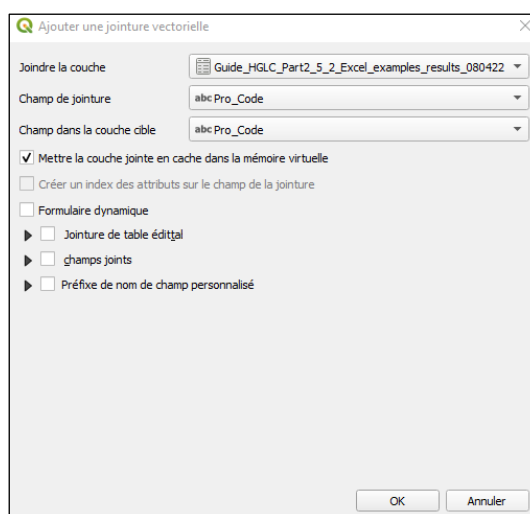 Ajouter une jointure vectorielle
Joindre la couche Guide_HGLC_Part2_5_2_Excel_examples_results_080422
Champ de jointure abc Pro_Code
Champ dans la couche cible abc Pro_Code
Mettre la couche jointe en cache dans la mémoire virtuelle
Créer un index des attributs sur le champ de la jointure
Formulaire dynamique
Jointure de table édittal
champs joints
Préfixe de nom de champ personnalisé
OK Annuler